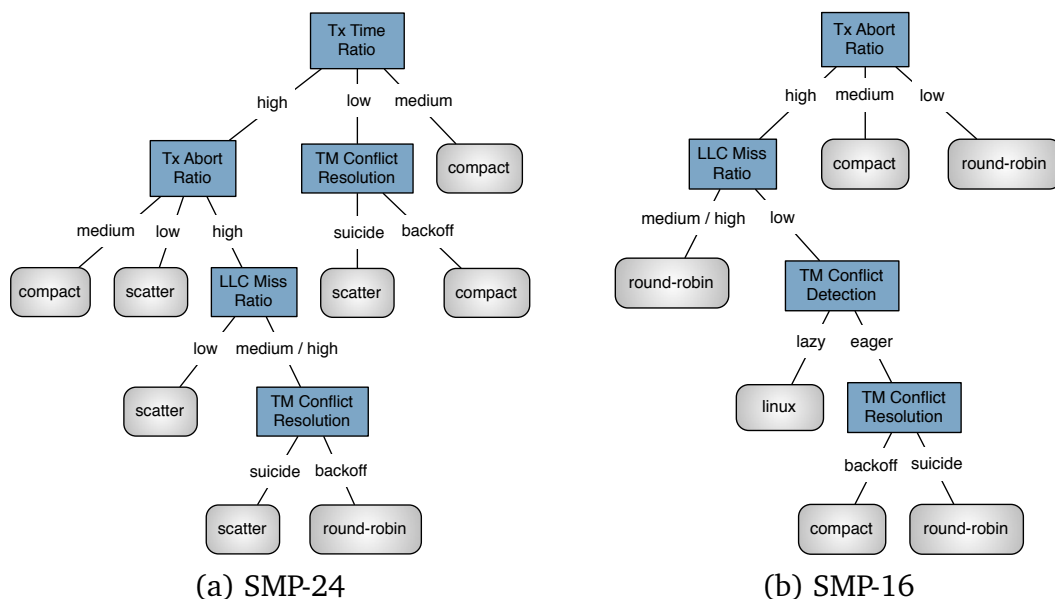 Tx Time
Ratio
high
low
medium
Tx Abort
Ratio
TM Conflict
Resolution
compact
medium
low
high
suicide
backoff
compact
scatter
LLC Miss
Ratio
scatter
compact
low
medium / high
scatter
TM Conflict
Resolution
suicide
backoff
scatter
round-robin
(a) SMP-24
Tx Abort
Ratio
high
medium
low
LLC Miss
Ratio
compact
round-robin
medium / high
low
round-robin
TM Conflict
Detection
lazy
eager
linux
TM Conflict
Resolution
backoff
suicide
compact
round-robin
(b) SMP-16